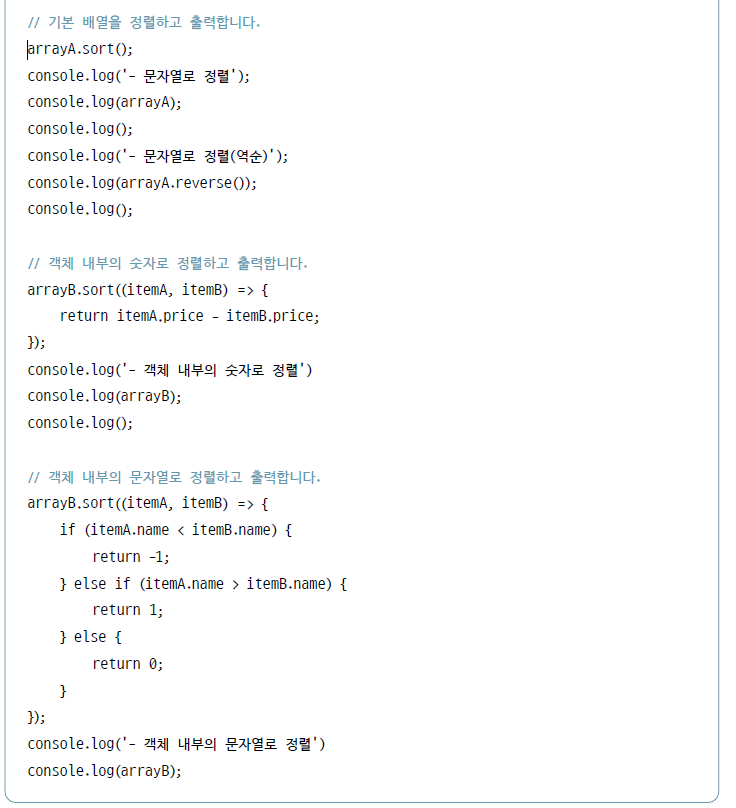 // 기본 배열을 정렬하고 출력합니다.
arrayA.sort();
console.log('- 문자열로 정렬');
console.log(arrayA);
console.log();
console.log('- 문자열로 정렬(역순)');
console.log(arrayA.reverse());
console.log();

// 객체 내부의 숫자로 정렬하고 출력합니다.
arrayB.sort((itemA, itemB) => {
    return itemA.price - itemB.price;
});
console.log('- 객체 내부의 숫자로 정렬')
console.log(arrayB);
console.log();

// 객체 내부의 문자열로 정렬하고 출력합니다.
arrayB.sort((itemA, itemB) => {
    if (itemA.name < itemB.name) {
        return -1;
    } else if (itemA.name > itemB.name) {
        return 1;
    } else {
        return 0;
    }
});
console.log('- 객체 내부의 문자열로 정렬')
console.log(arrayB);